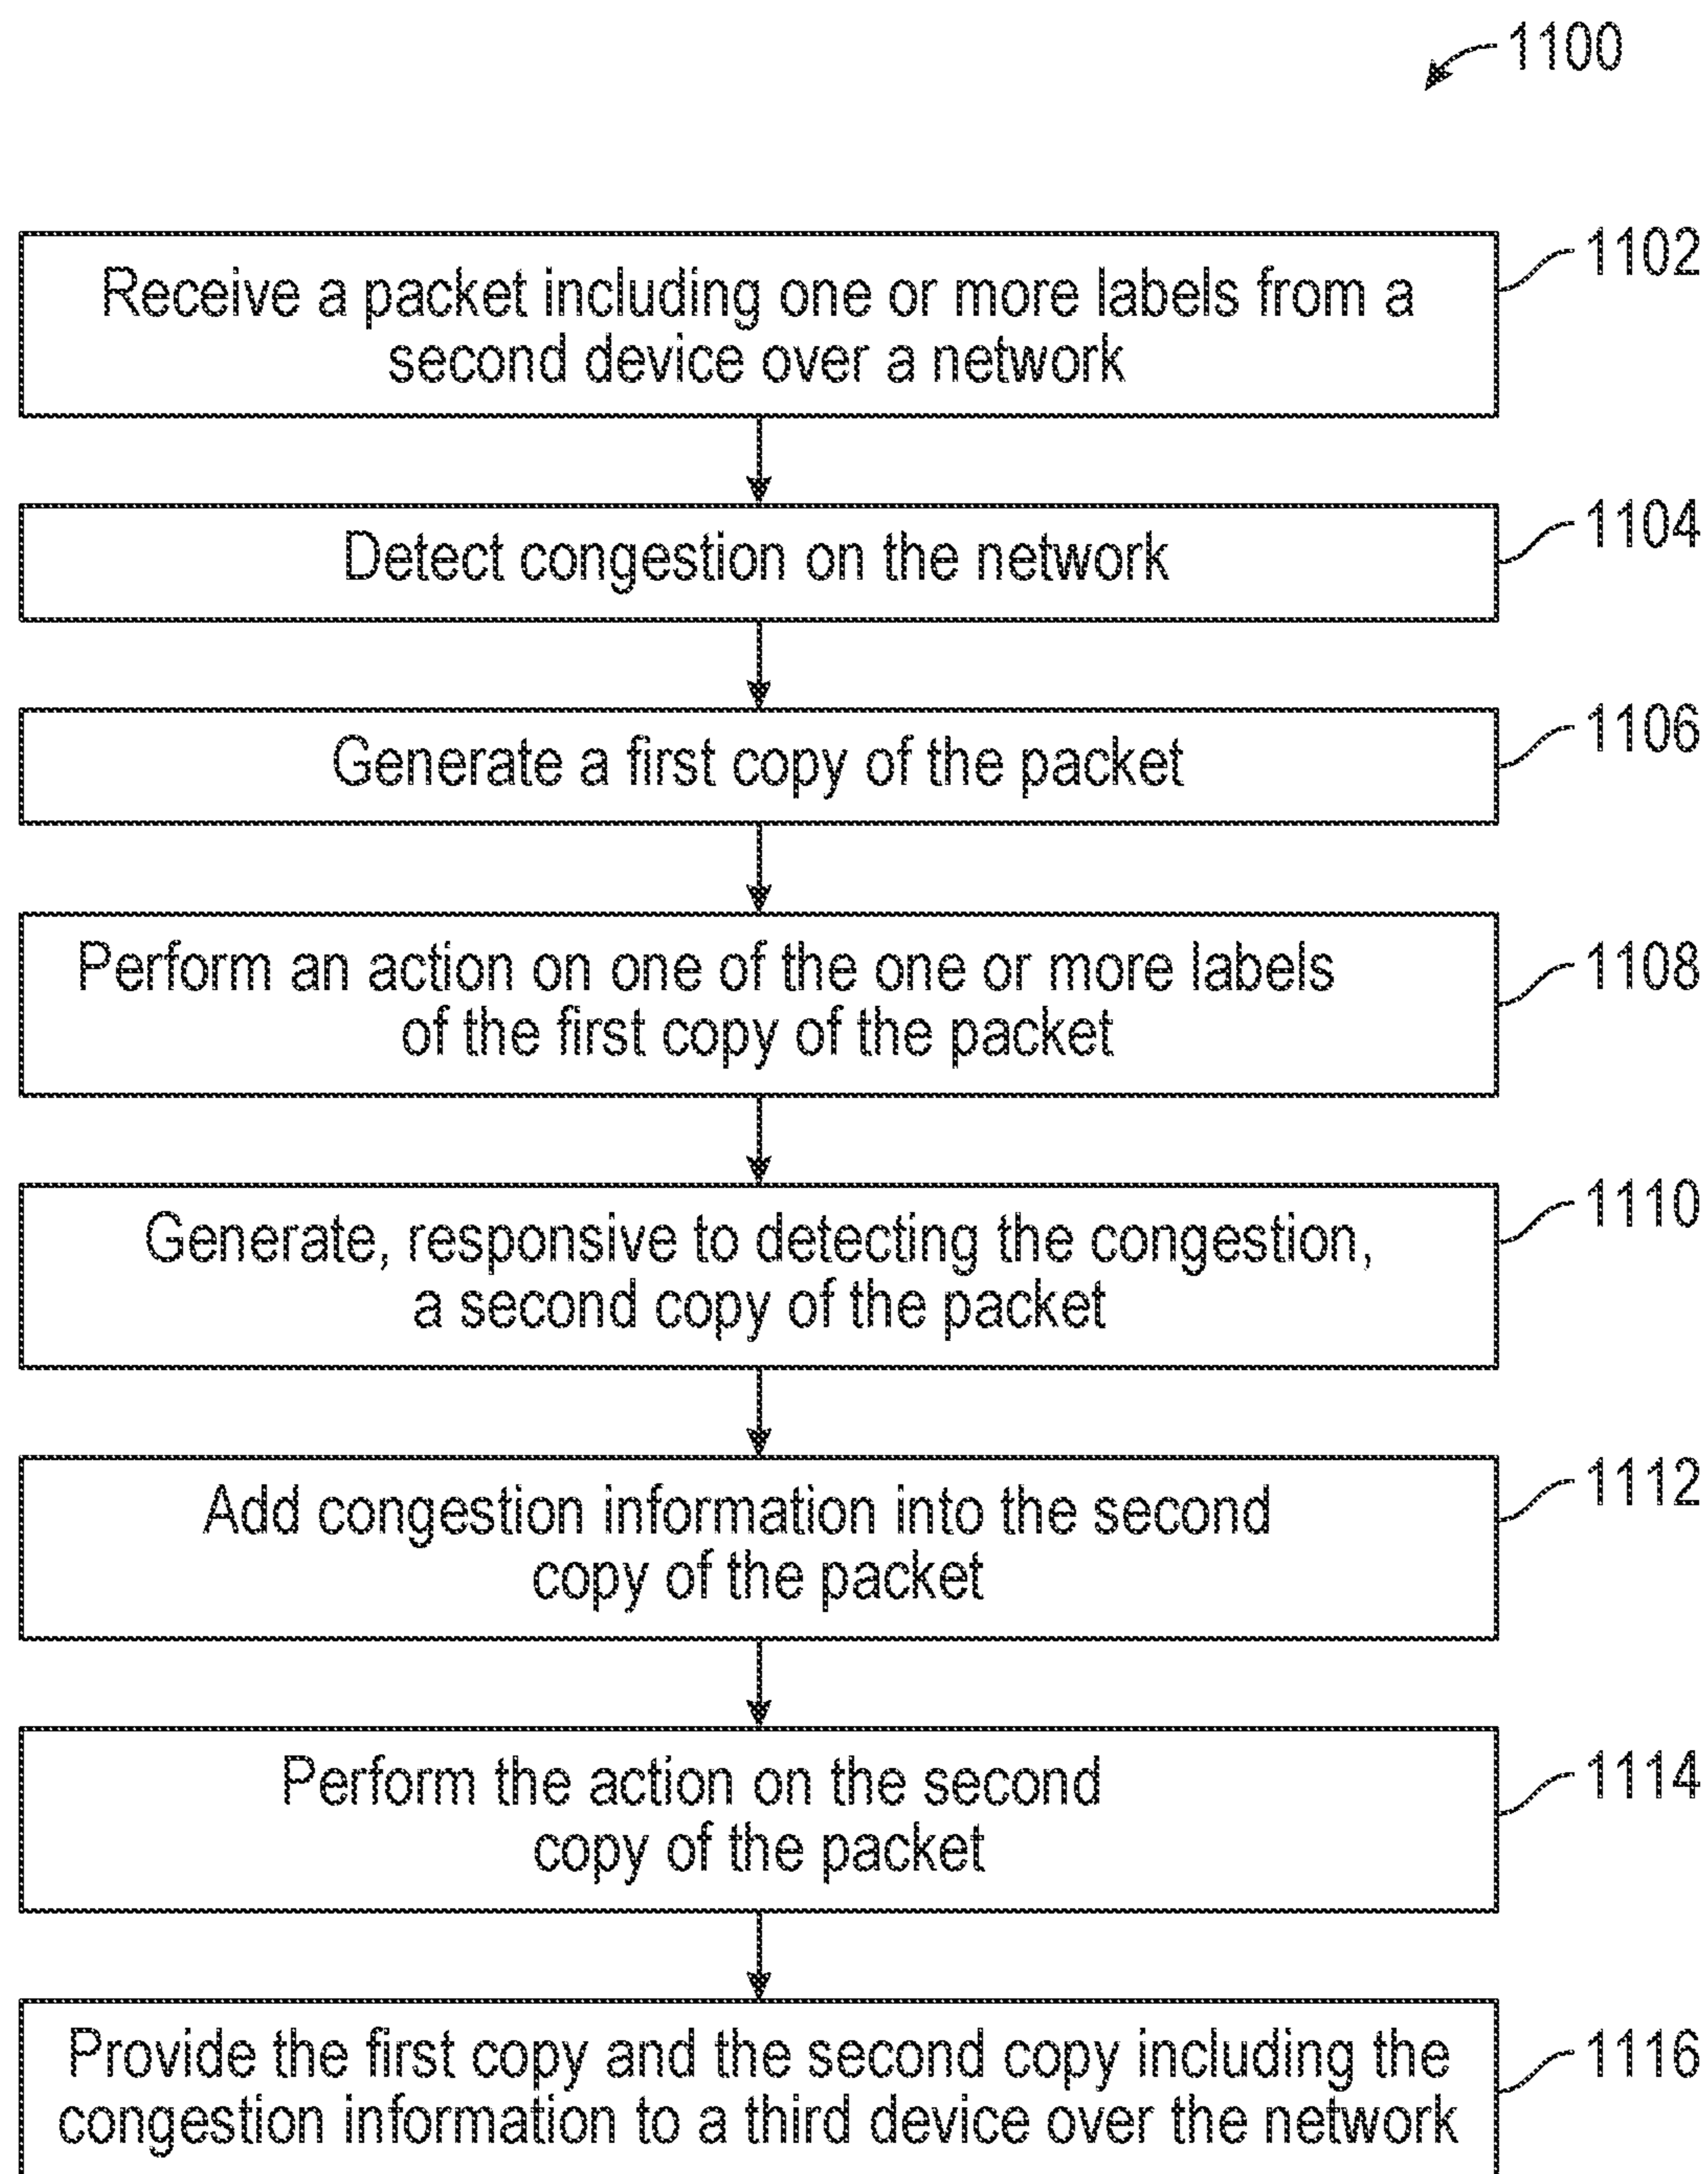 1100
Receive a packet including one or more labels from a
second device over a network
1102
Detect congestion on the network
1104
Generate a first copy of the packet
1106
Perform an action on one of the one or more labels
of the first copy of the packet
1108
Generate, responsive to detecting the congestion,
a second copy of the packet
1110
Add congestion information into the second
copy of the packet
1112
Perform the action on the second
copy of the packet
1114
Provide the first copy and the second copy including the
congestion information to a third device over the network
1116